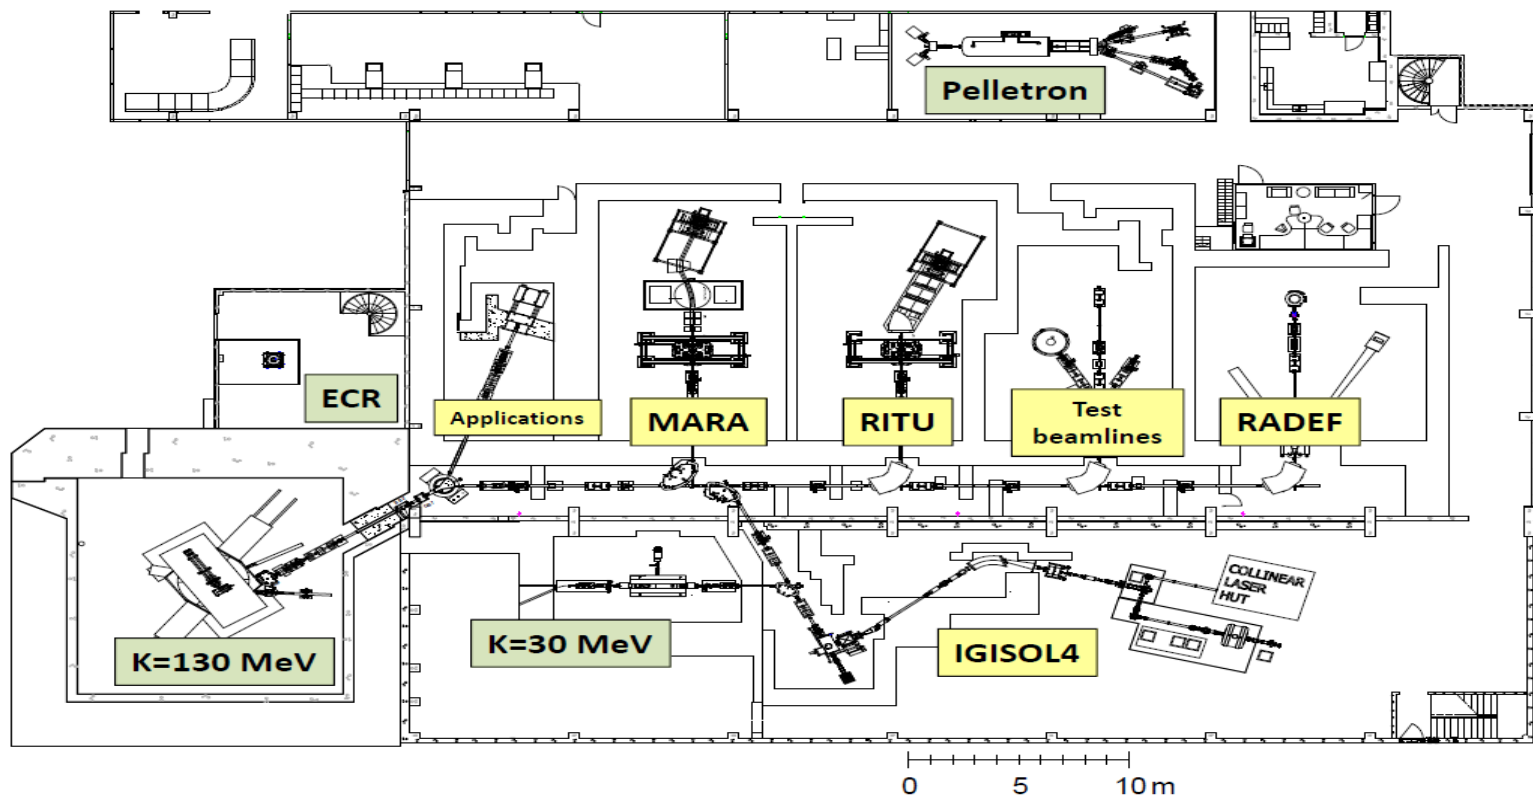 Pelletron
ECR
Applications
MARA
RITU
Test
beamlines
RADEF
COLLINEAR
LASER
HUT
K=130 MeV
K=30 MeV
IGISOL4
0 5 10 m